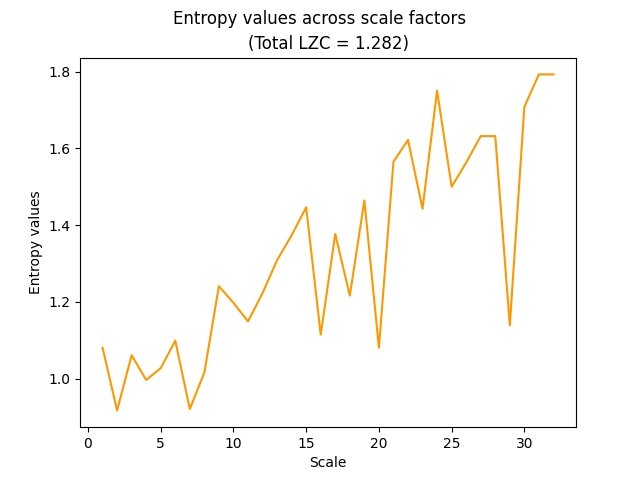 Entropy values across scale factors
(Total LZC = 1.282)
1.8
1.6
1.4
1.2
1.0
Entropy values
0 5 10 15 20 25 30
Scale